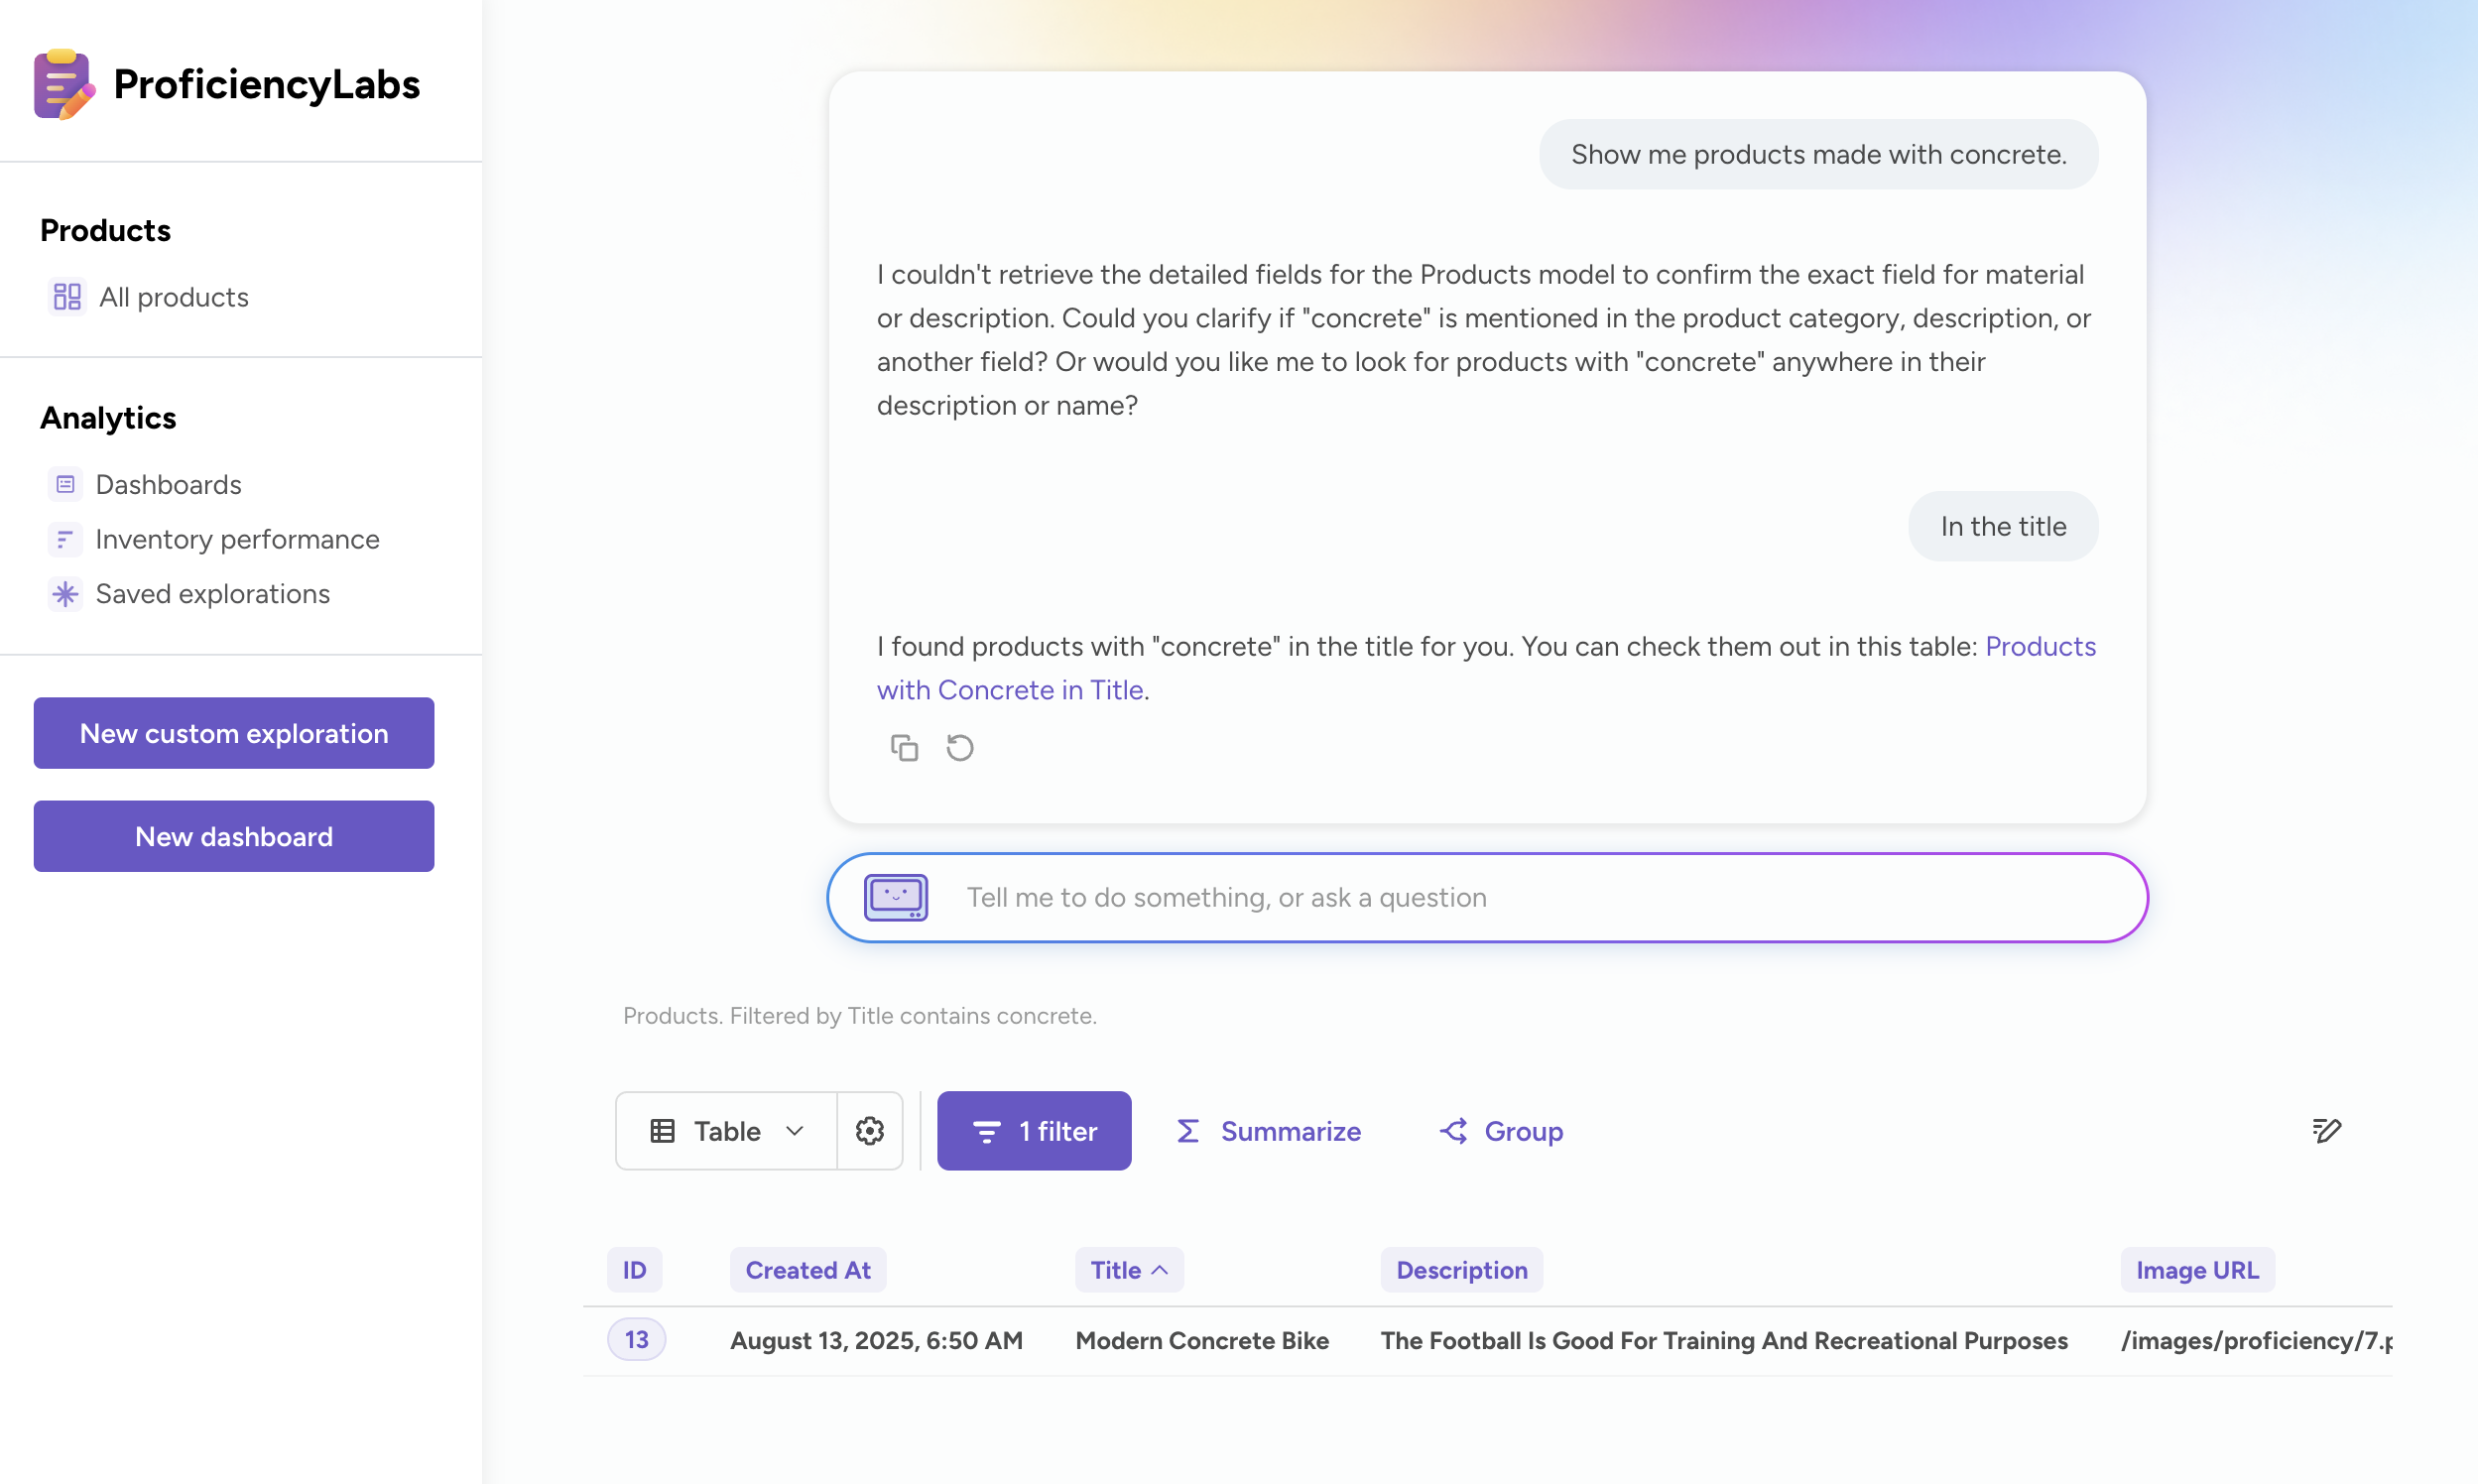 ProficiencyLabs
Products
All products
Analytics
Dashboards
Inventory performance
Saved explorations
New custom exploration
New dashboard
Show me products made with concrete.
I couldn't retrieve the detailed fields for the Products model to confirm the exact field for material
or description. Could you clarify if "concrete" is mentioned in the product category, description, or
another field? Or would you like me to look for products with "concrete" anywhere in their
description or name?
In the title
I found products with "concrete" in the title for you. You can check them out in this table: Products
with Concrete in Title.
Tell me to do something, or ask a question
Products. Filtered by Title contains concrete.
Table 1 filter Summarize Group
ID Created At Title Description Image URL
13 August 13, 2025, 6:50 AM Modern Concrete Bike The Football Is Good For Training And Recreational Purposes /images/proficiency/7.p